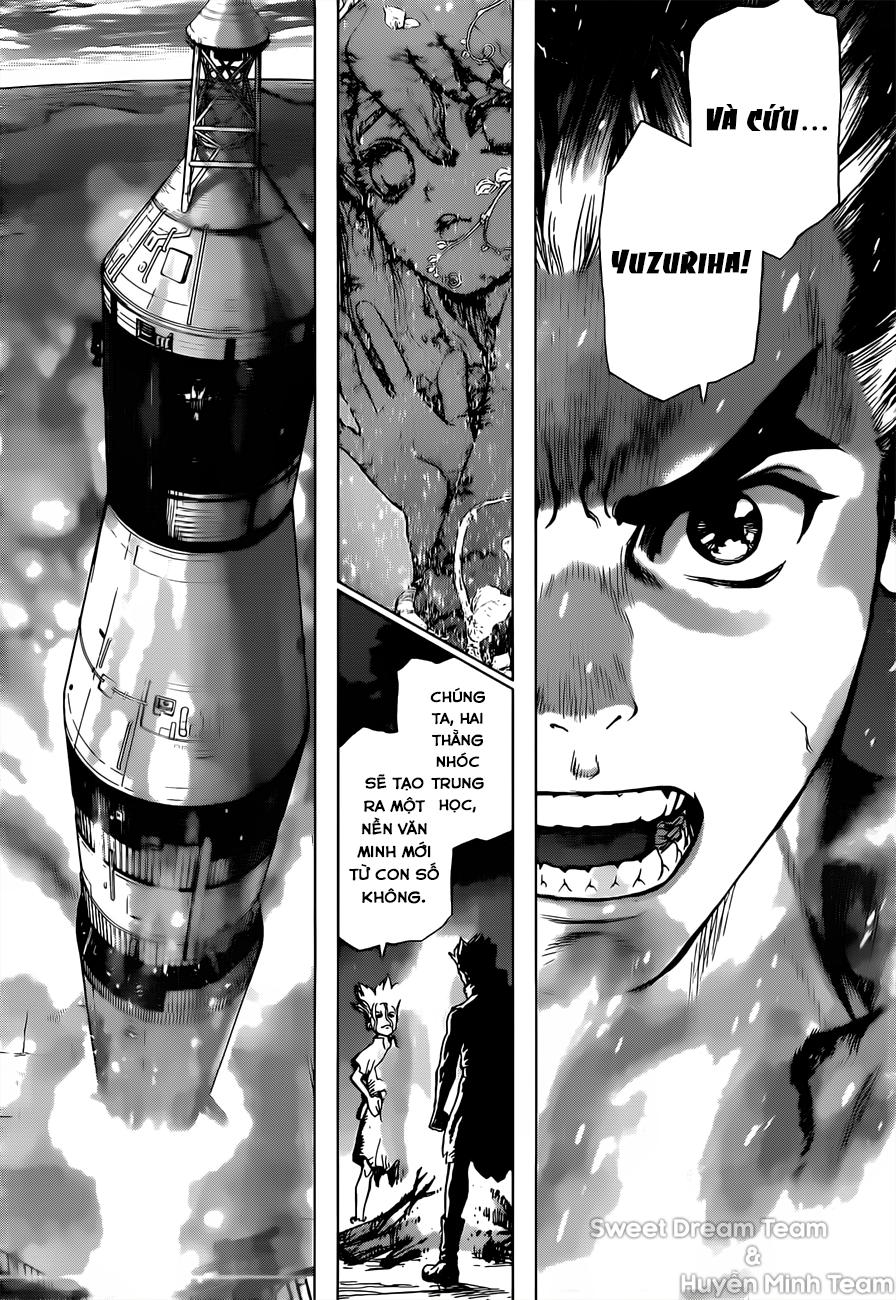 VÀ CỨU...
YUZURIHA!
CHÚNG
TA, HAI
THẰNG
NHÓC
TRUNG
HỌC,
SẼ TẠO
RA MỘT
NỀN VĂN
MINH MỚI
TỪ CON SỐ
KHÔNG.
Sweet Dream Team
&
Huyền Minh Team